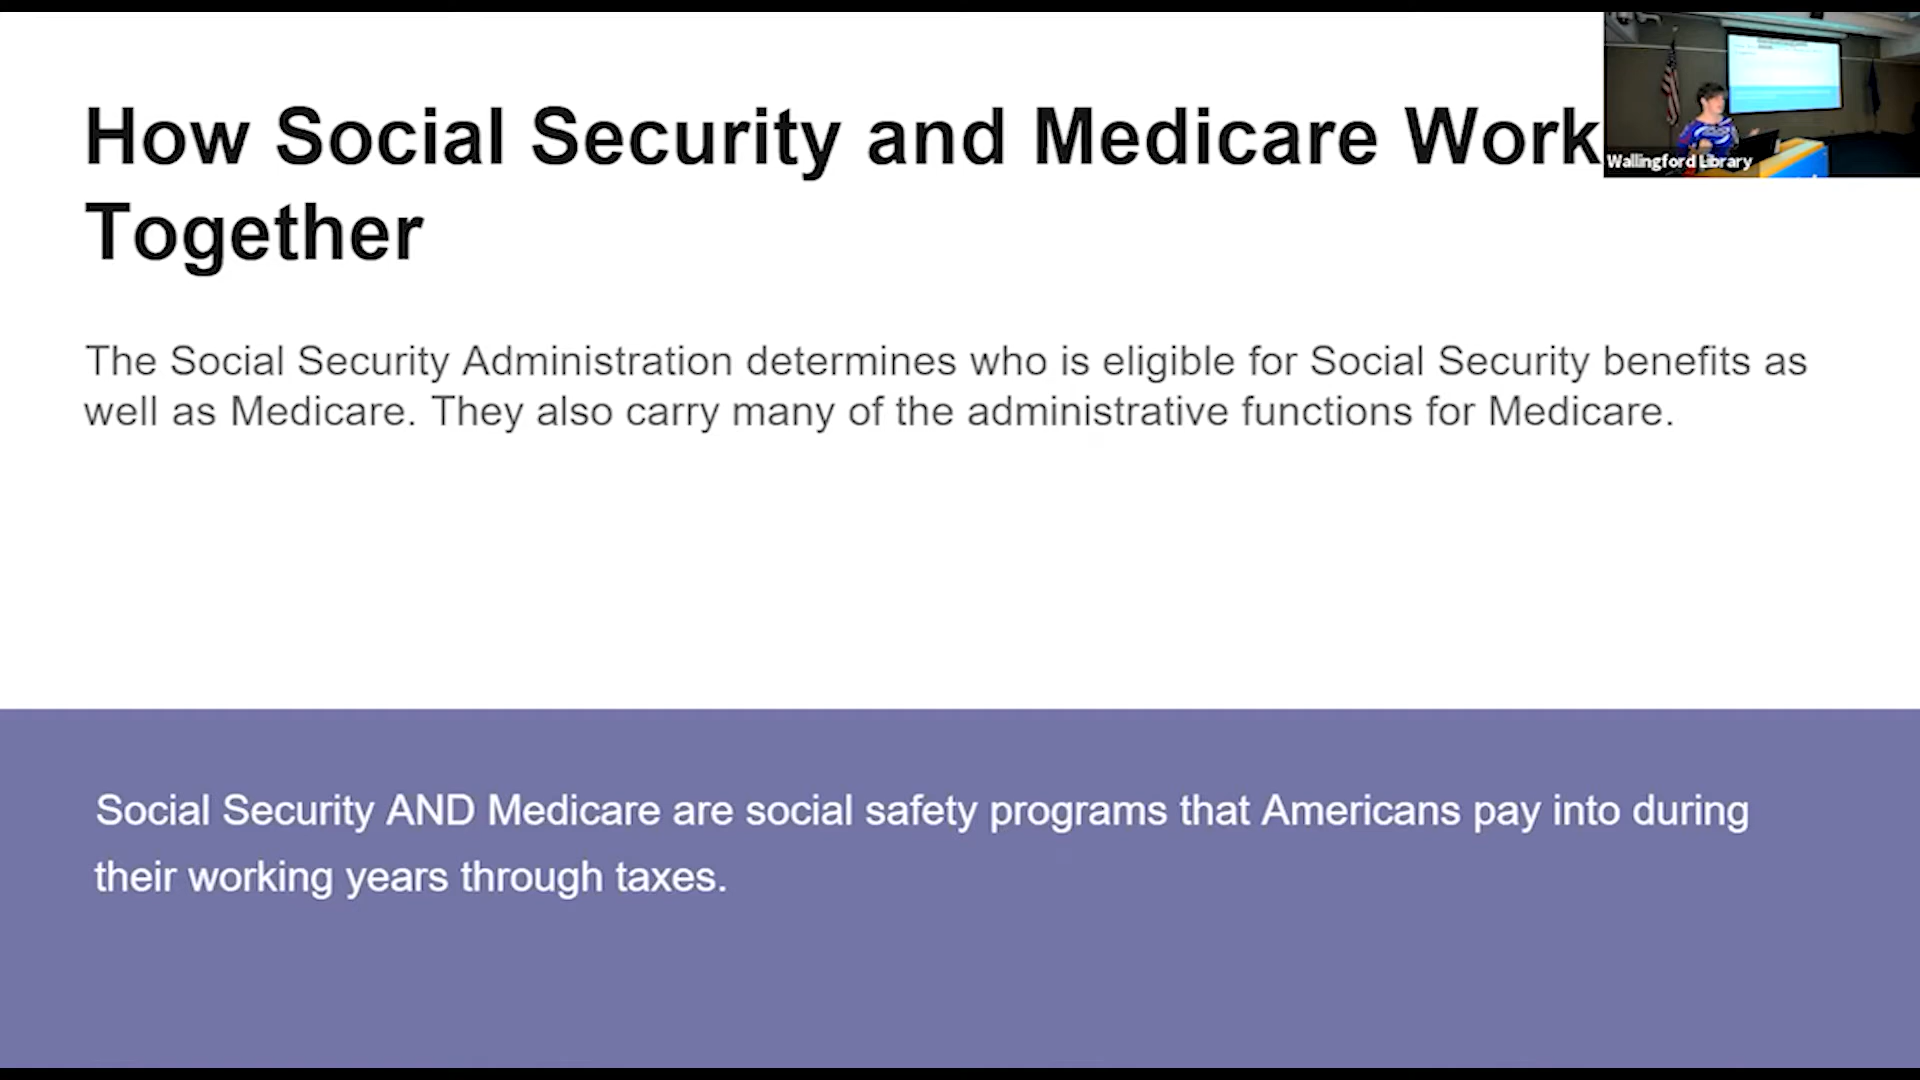 How Social Security and Medicare Work
Together
Wallingford Library
The Social Security Administration determines who is eligible for Social Security benefits as
well as Medicare. They also carry many of the administrative functions for Medicare.
Social Security AND Medicare are social safety programs that Americans pay into during
their working years through taxes.